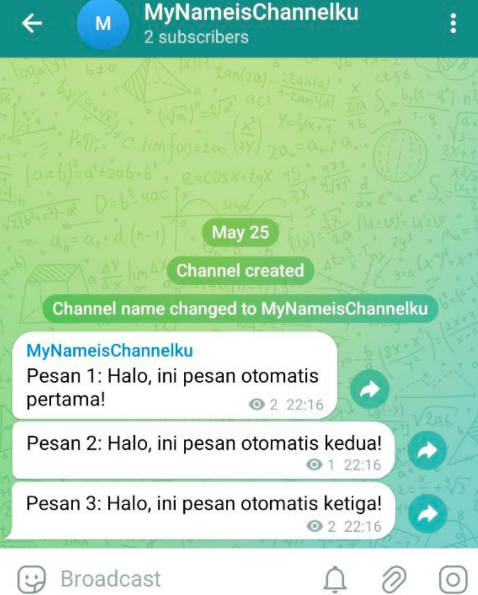 M
MyNameisChannelku
2 subscribers
May 25
Channel created
Channel name changed to MyNameisChannelku
MyNameisChannelku
Pesan 1: Halo, ini pesan otomatis
pertama!
2 22:16
Pesan 2: Halo, ini pesan otomatis kedua!
1 22:16
Pesan 3: Halo, ini pesan otomatis ketiga!
2 22:16
Broadcast